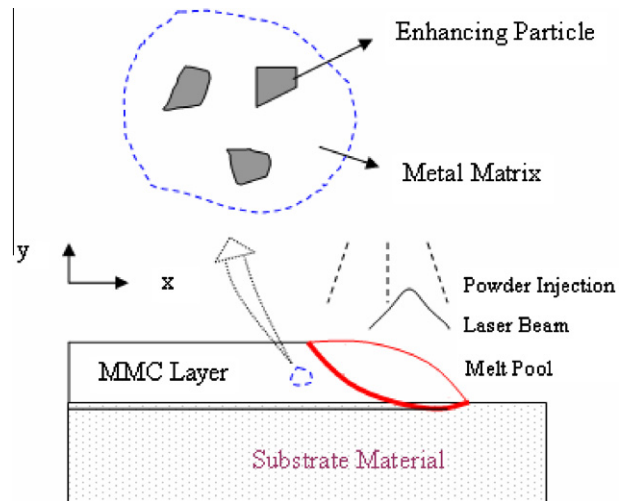 Enhancing Particle
Metal Matrix
y
x
Powder Injection
Laser Beam
MMC Layer
Melt Pool
Substrate Material